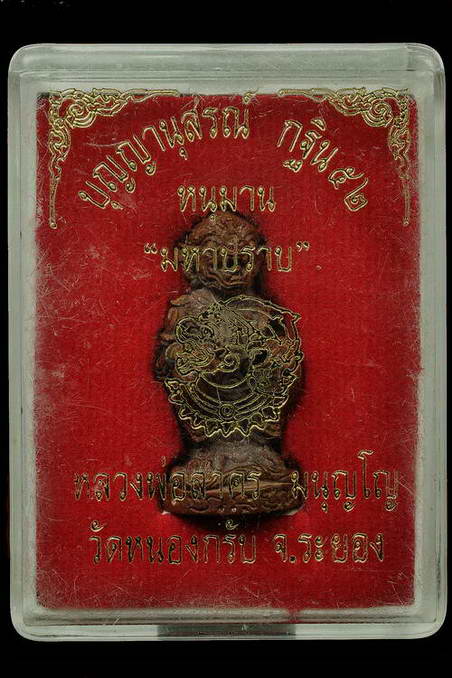 บุญญานุสรณ์ กฐิน๕๒
หนุมาน
“มหาปราบ”
หลวงพ่อสาคร มนุญฺโญ
วัดหนองกรับ จ.ระยอง